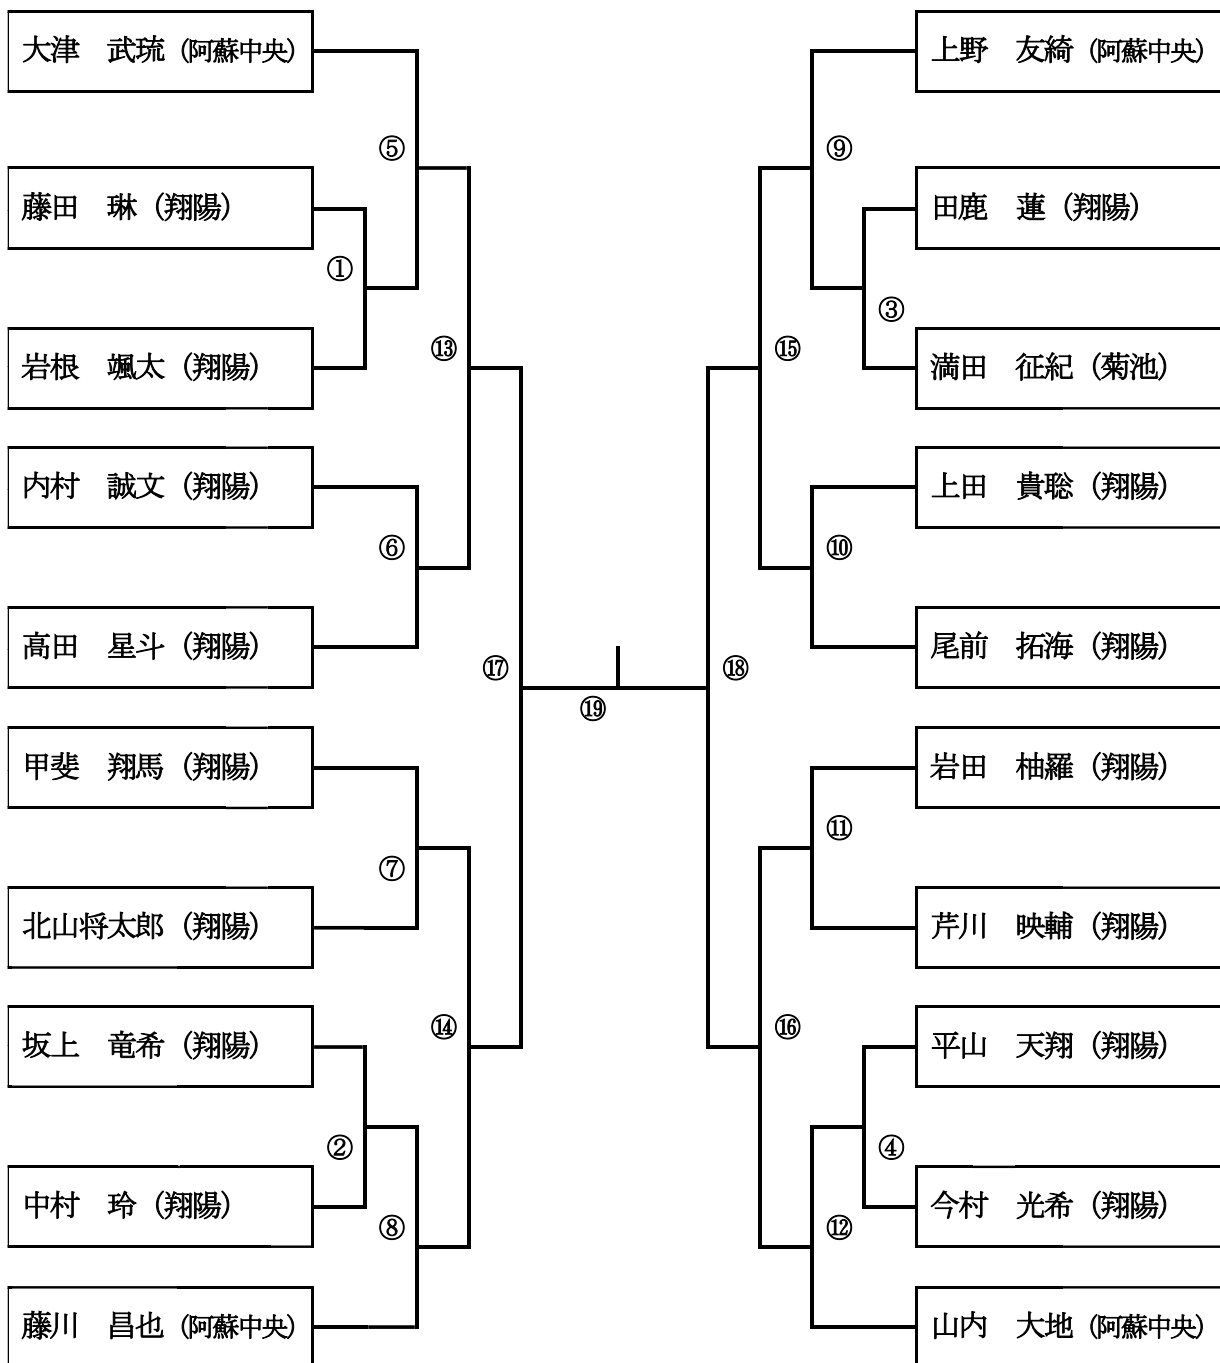 大津　武琉（阿蘇中央）
⑤
藤田　琳（翔陽）
①
岩根　颯太（翔陽）
⑬
内村　誠文（翔陽）
⑥
高田　星斗（翔陽）
⑰
甲斐　翔馬（翔陽）
⑦
北山将太郎（翔陽）
⑭
坂上　竜希（翔陽）
②
中村　玲（翔陽）
⑧
藤川　昌也（阿蘇中央）
⑲
上野　友綺（阿蘇中央）
⑨
田鹿　蓮（翔陽）
③
満田　征紀（菊池）
⑮
上田　貴聡（翔陽）
⑩
尾前　拓海（翔陽）
⑱
岩田　柚羅（翔陽）
⑪
芹川　映輔（翔陽）
⑯
平山　天翔（翔陽）
④
今村　光希（翔陽）
⑫
山内　大地（阿蘇中央）